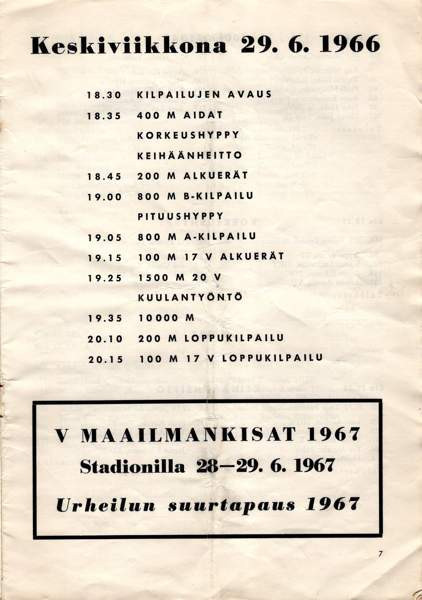 Keskiviikkona 29. 6. 1966
18.30 KILPAILUJEN AVAUS
18.35 400 M AIDAT
KORKEUSHYPPY
KEIHÄÄNHEITTO
18.45 200 M ALKUERÄT
19.00 800 M B-KILPAILU
PITUUSHYPPY
19.05 800 M A-KILPAILU
19.15 100 M 17 V ALKUERÄT
19.25 1500 M 20 V
KUULANTYÖNTÖ
19.35 10000 M
20.10 200 M LOPPUKILPAILU
20.15 100 M 17 V LOPPUKILPAILU
V MAAILMANKISAT 1967
Stadionilla 28—29. 6. 1967
Urheilun suurtapaus 1967
7